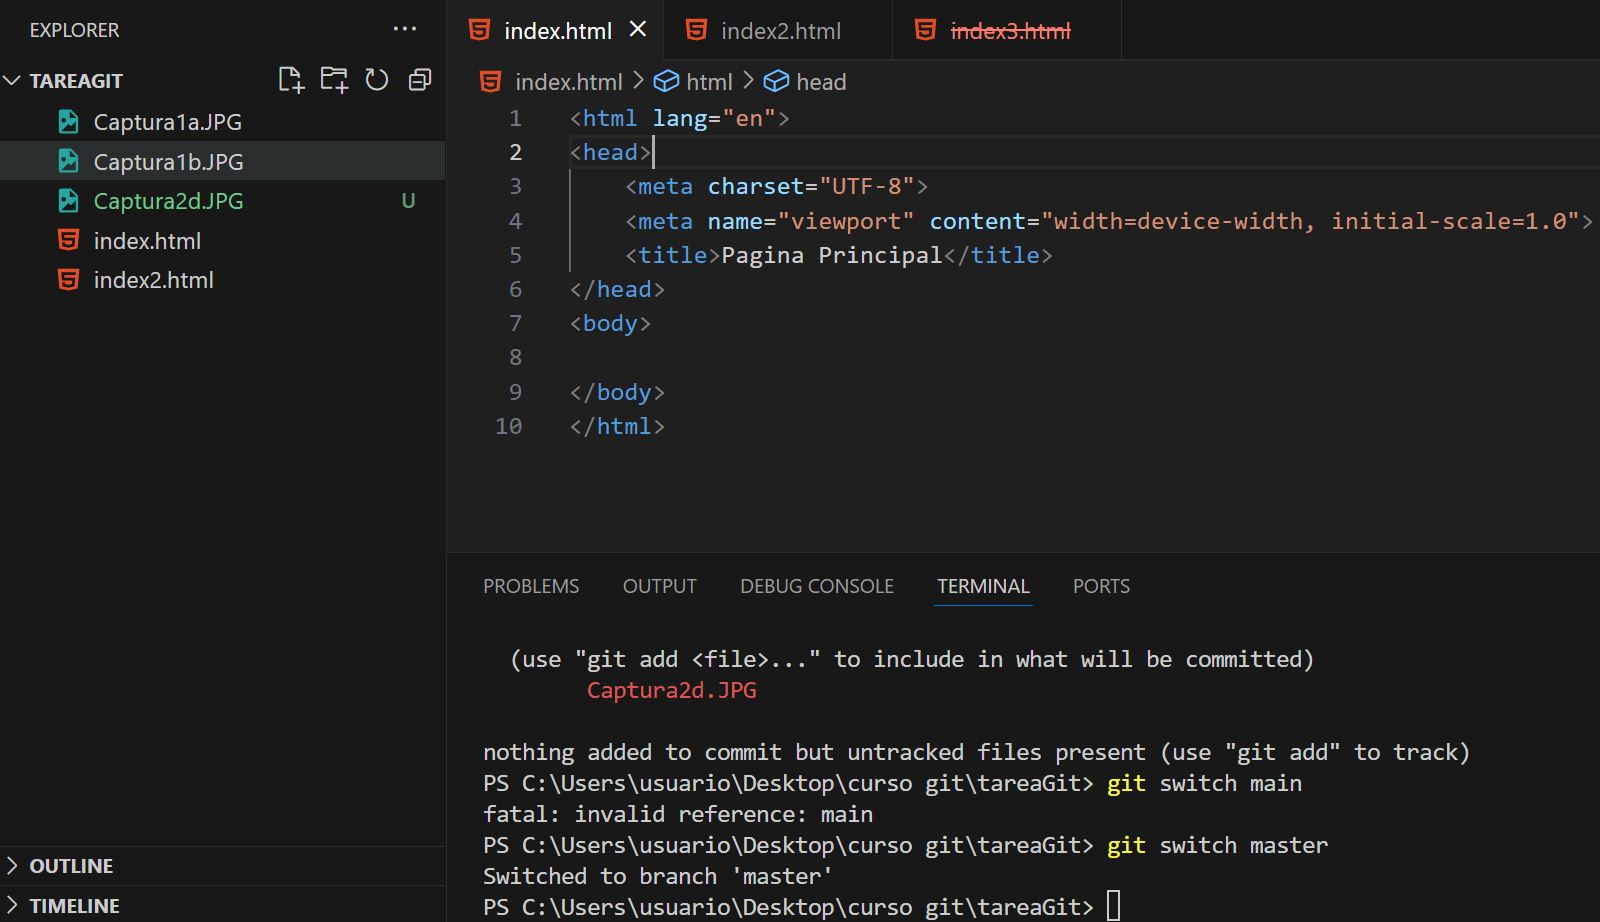 EXPLORER
TAREAGIT
Captura1a.JPG
Captura1b.JPG
Captura2d.JPG U
index.html
index2.html
OUTLINE
TIMELINE
index.html index2.html index3.html
index.html > html > head
1 <html lang="en">
2 <head>
3 <meta charset="UTF-8">
4 <meta name="viewport" content="width=device-width, initial-scale=1.0">
5 <title>Pagina Principal</title>
6 </head>
7 <body>
8
9 </body>
10 </html>
PROBLEMS OUTPUT DEBUG CONSOLE TERMINAL PORTS
(use "git add <file>..." to include in what will be committed)
Captura2d.JPG
nothing added to commit but untracked files present (use "git add" to track)
PS C:\Users\usuario\Desktop\curso git\tareaGit> git switch main
fatal: invalid reference: main
PS C:\Users\usuario\Desktop\curso git\tareaGit> git switch master
Switched to branch 'master'
PS C:\Users\usuario\Desktop\curso git\tareaGit>